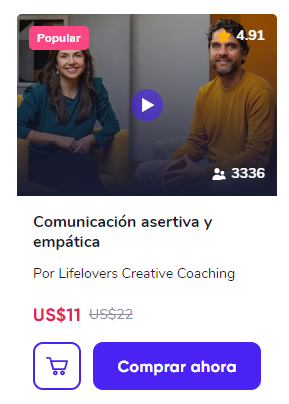 Popular
4.91
3336
Comunicación asertiva y
empática
Por Lifelovers Creative Coaching
US$11 US$22
Comprar ahora